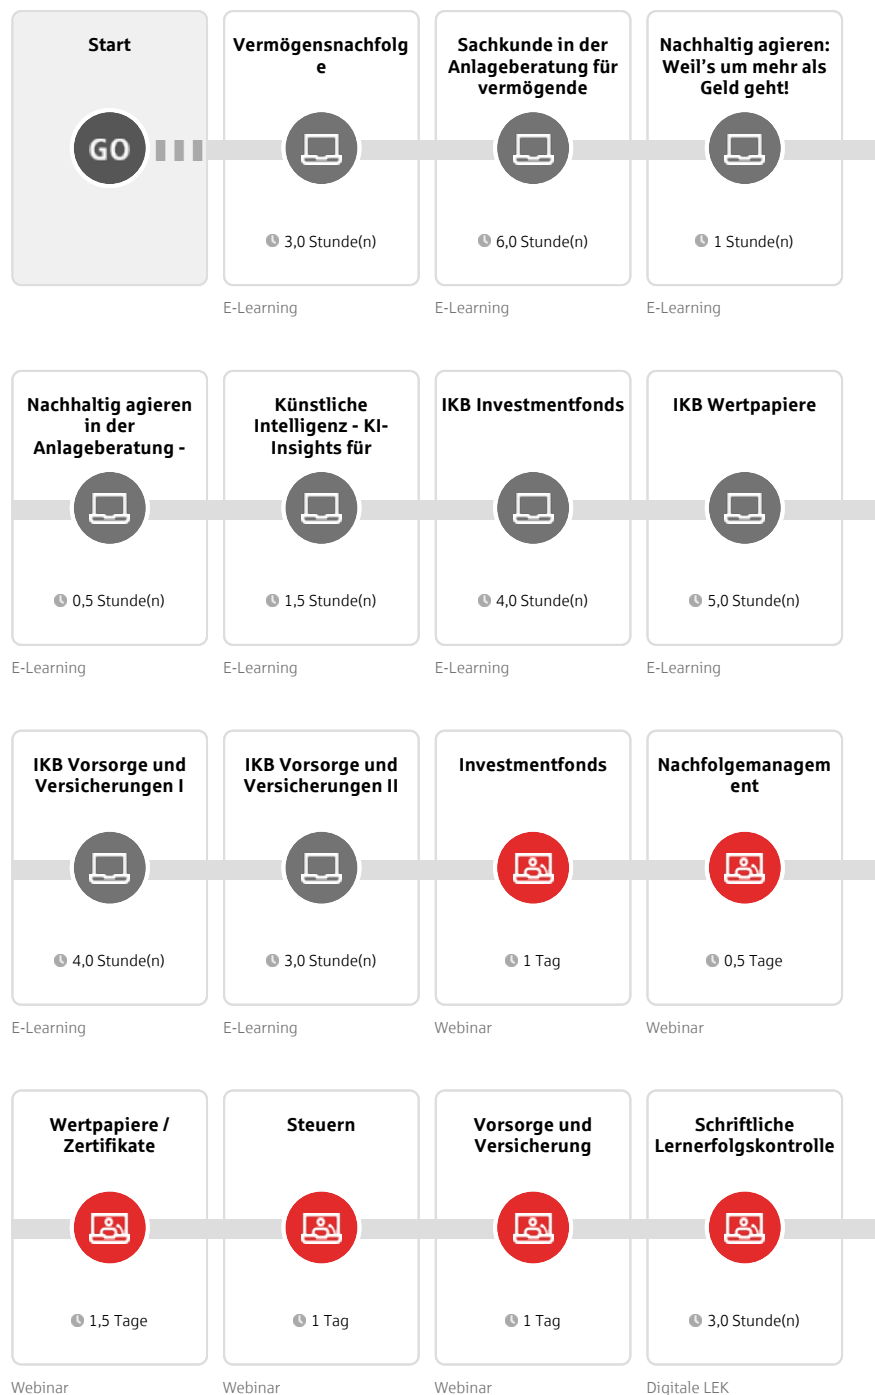 Start
GO
Vermögensnachfolg
e
3,0 Stunde(n)
E-Learning
Sachkunde in der
Anlageberatung für
vermögende
6,0 Stunde(n)
E-Learning
Nachhaltig agieren:
Weil's um mehr als
Geld geht!
1 Stunde(n)
E-Learning
Nachhaltig agieren
in der
Anlageberatung -
0,5 Stunde(n)
E-Learning
Künstliche
Intelligenz - KI-
Insights für
1,5 Stunde(n)
E-Learning
IKB Investmentfonds
4,0 Stunde(n)
E-Learning
IKB Wertpapiere
5,0 Stunde(n)
E-Learning
IKB Vorsorge und
Versicherungen I
4,0 Stunde(n)
E-Learning
IKB Vorsorge und
Versicherungen II
3,0 Stunde(n)
E-Learning
Investmentfonds
1 Tag
Webinar
Nachfolgemanagem
ent
0,5 Tage
Webinar
Wertpapiere /
Zertifikate
1,5 Tage
Webinar
Steuern
1 Tag
Webinar
Vorsorge und
Versicherung
1 Tag
Webinar
Schriftliche
Lernerfolgskontrolle
3,0 Stunde(n)
Digitale LEK